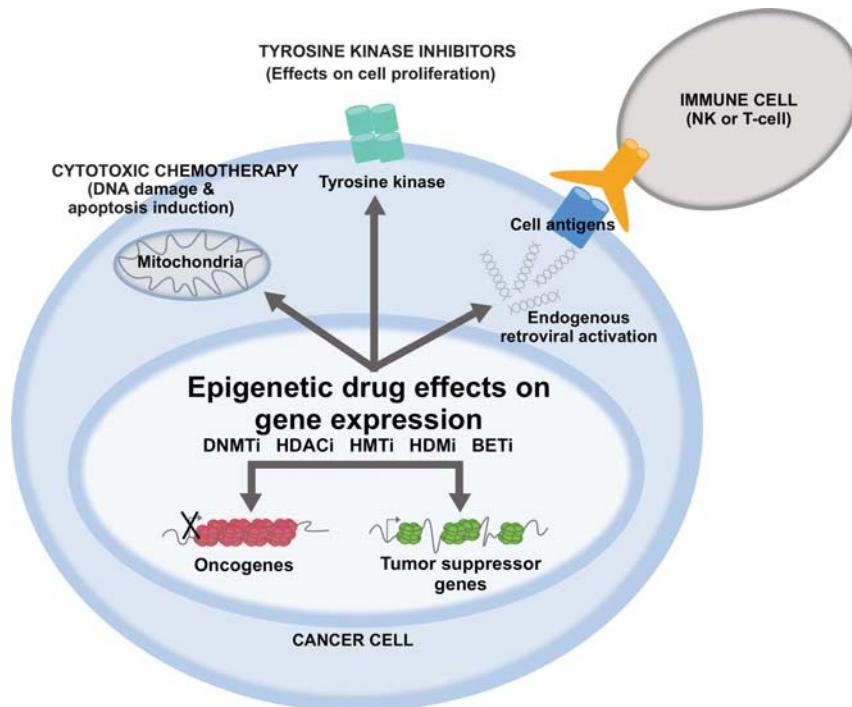 TYROSINE KINASE INHIBITORS
(Effects on cell proliferation)
IMMUNE CELL
(NK or T-cell)
CYTOTOXIC CHEMOTHERAPY
(DNA damage &
apoptosis induction)
Tyrosine kinase
Cell antigens
Mitochondria
Endogenous
retroviral activation
Epigenetic drug effects on
gene expression
DNMTi HDACi HMTi HDMi BETi
Oncogenes
Tumor suppressor
genes
CANCER CELL